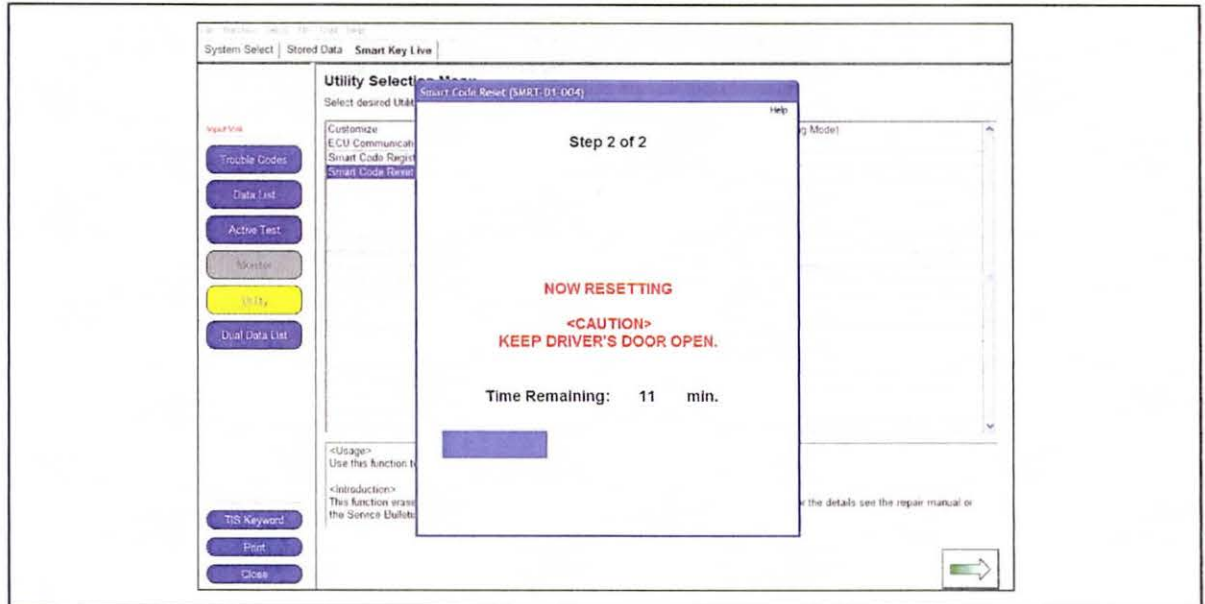 System Select | Stored Data Smart Key Live
Utility Selection Menu
Select desired Utili
Smart Code Reset (SMRT-01-004)
Help
Customize
ECU Communicati
Smart Code Regist
Smart Code Reset
g Mode)
Step 2 of 2
Trouble Codes
Data List
Active Test
Monitor
Utility
Dual Data List
NOW RESETTING
<CAUTION>
KEEP DRIVER'S DOOR OPEN.
Time Remaining: 11 min.
<Usage>
Use this function to
<Introduction>
This function erase
r the details see the repair manual or
the Service Bulleti
TIS Keyword
Print
Close